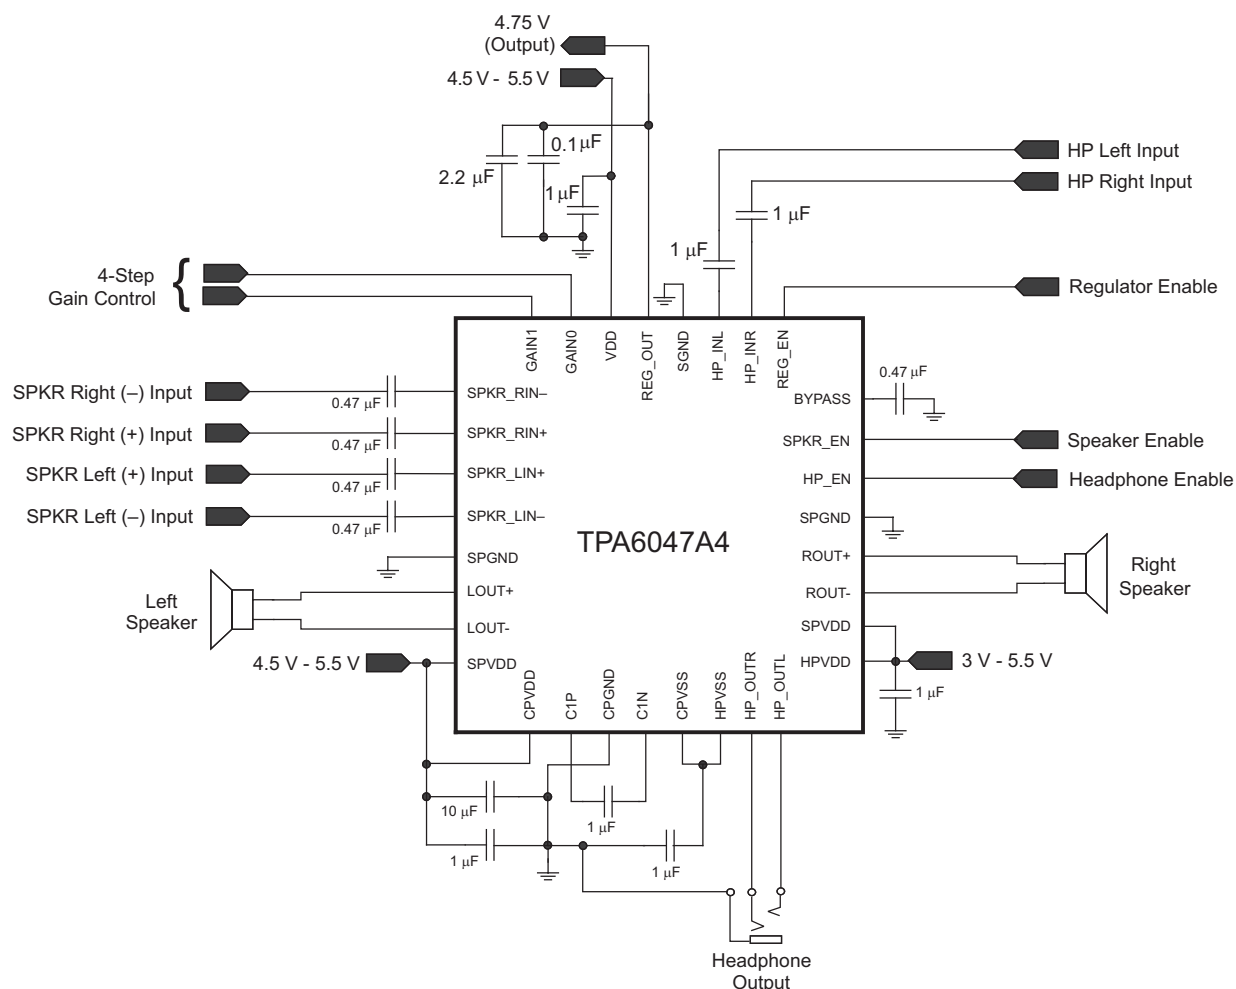 4.75 V
(Output)
4.5 V - 5.5 V
0.1 μF
2.2 μF
1 μF
HP Left Input
HP Right Input
1 μF
1 μF
4-Step
Gain Control
{
Regulator Enable
GAIN1
GAIN0
VDD
REG_OUT
SGND
HP_INL
HP_INR
REG_EN
SPKR Right (–) Input
0.47 μF
SPKR_RIN–
SPKR Right (+) Input
0.47 μF
SPKR_RIN+
SPKR Left (+) Input
0.47 μF
SPKR_LIN+
SPKR Left (–) Input
0.47 μF
SPKR_LIN–
SPGND
Left
Speaker
LOUT+
LOUT-
4.5 V - 5.5 V
SPVDD
TPA6047A4
BYPASS
0.47 μF
SPKR_EN
Speaker Enable
HP_EN
Headphone Enable
SPGND
ROUT+
ROUT-
Right
Speaker
SPVDD
HPVDD
3 V - 5.5 V
1 μF
CPVDD
C1P
CPGND
C1N
CPVSS
HPVSS
HP_OUTR
HP_OUTL
10 μF
1 μF
1 μF
1 μF
Headphone
Output